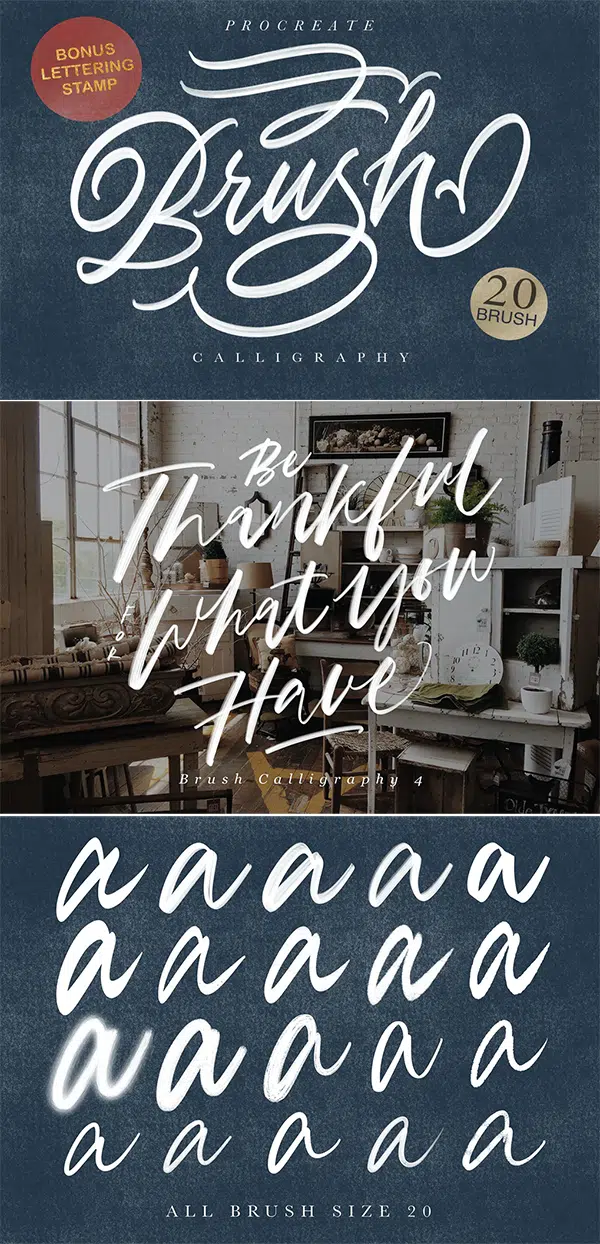 PROCREATE
BONUS
LETTERING
STAMP
Brush
20
BRUSH
CALLIGRAPHY
Be
Thankful
FOR
What You
Have
Brush Calligraphy 4
a a a a a
a a a a a
a a a a a
a a a a a
ALL BRUSH SIZE 20